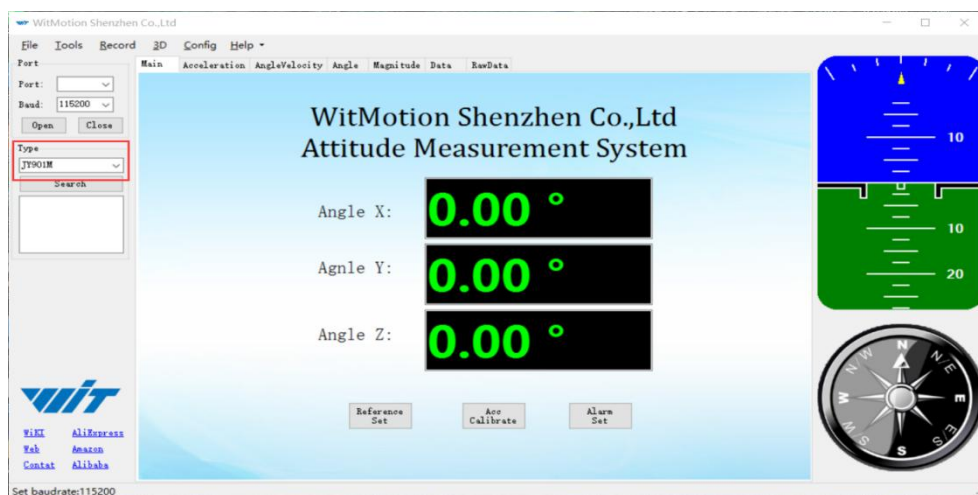 WitMotion Shenzhen Co.,Ltd
File Tools Record 3D Config Help
Port
Port:
Baud: 115200
Open Close
Type
JY901M
Search
Main Acceleration AngleVelocity Angle Magnitude Data RawData
WitMotion Shenzhen Co.,Ltd
Attitude Measurement System
Angle X: 0.00 °
Agnle Y: 0.00 °
Angle Z: 0.00 °
Reference
Set
Acc
Calibrate
Alarm
Set
10
10
20
N
N/E
E
S/E
S
W/S
W
N/W
WIT
WiKI AliExpress
Web Amazon
Contat Alibaba
Set baudrate:115200